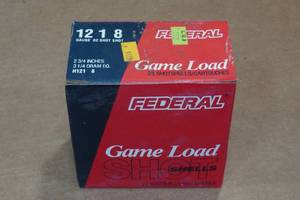 12 1 8
GAUGE OZ SHOT SHOT
FEDERAL
2 3/4 INCHES
3 1/4 DRAM EQ.
H121 8
Game Load
25 SHOTSHELLS/CARTOUCHES
FEDERAL
Game Load
SHOT
SHELLS